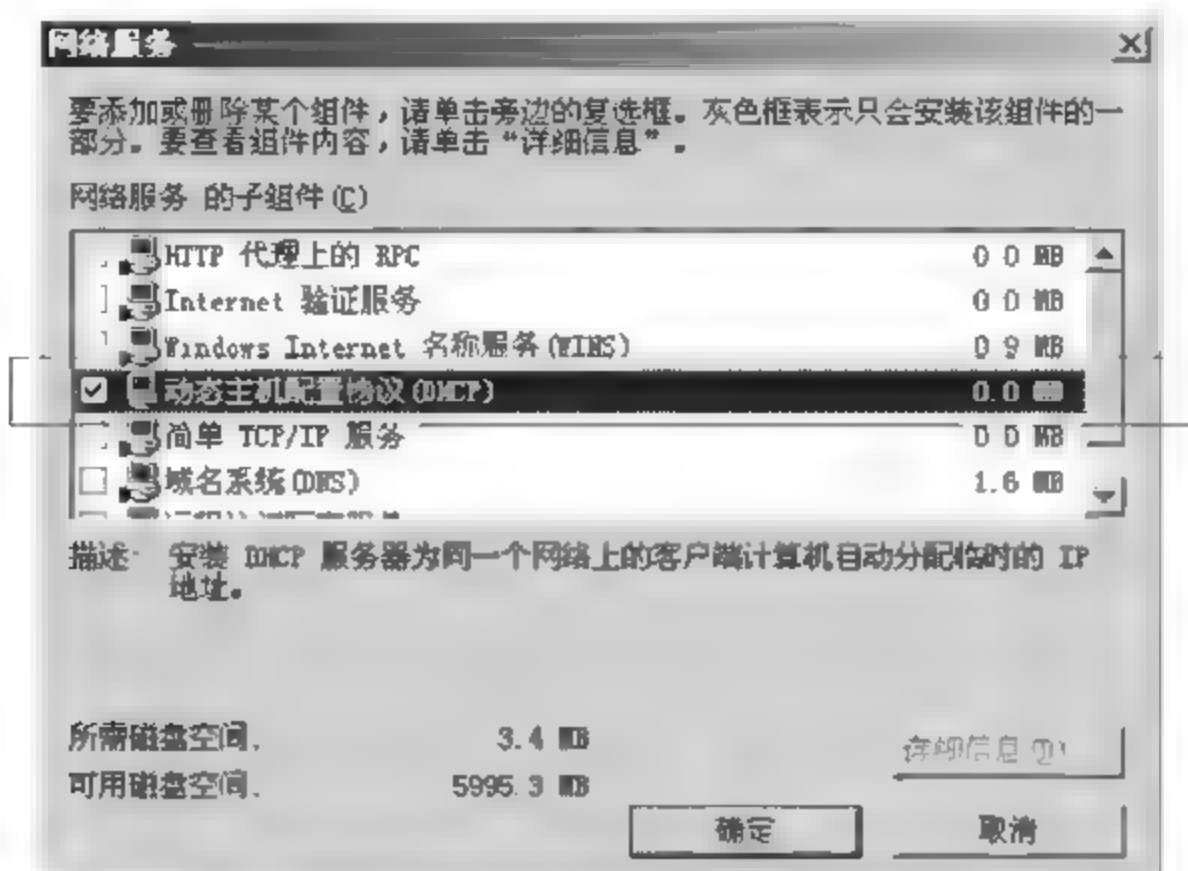 网络服务
要添加或删除某个组件，请单击旁边的复选框。灰色框表示只会安装该组件的一
部分。要查看组件内容，请单击“详细信息”。
网络服务 的子组件(C)
HTTP 代理上的 RPC 0.0 MB
Internet 验证服务 0.0 MB
Windows Internet 名称服务(WINS) 0.9 MB
动态主机配置协议(DHCP) 0.0 MB
简单 TCP/IP 服务 0.0 MB
域名系统(DNS) 1.6 MB
描述: 安装 DHCP 服务器为同一个网络上的客户端计算机自动分配临时的 IP
地址。
所需磁盘空间: 3.4 MB
可用磁盘空间: 5995.3 MB
详细信息(D)
确定 取消